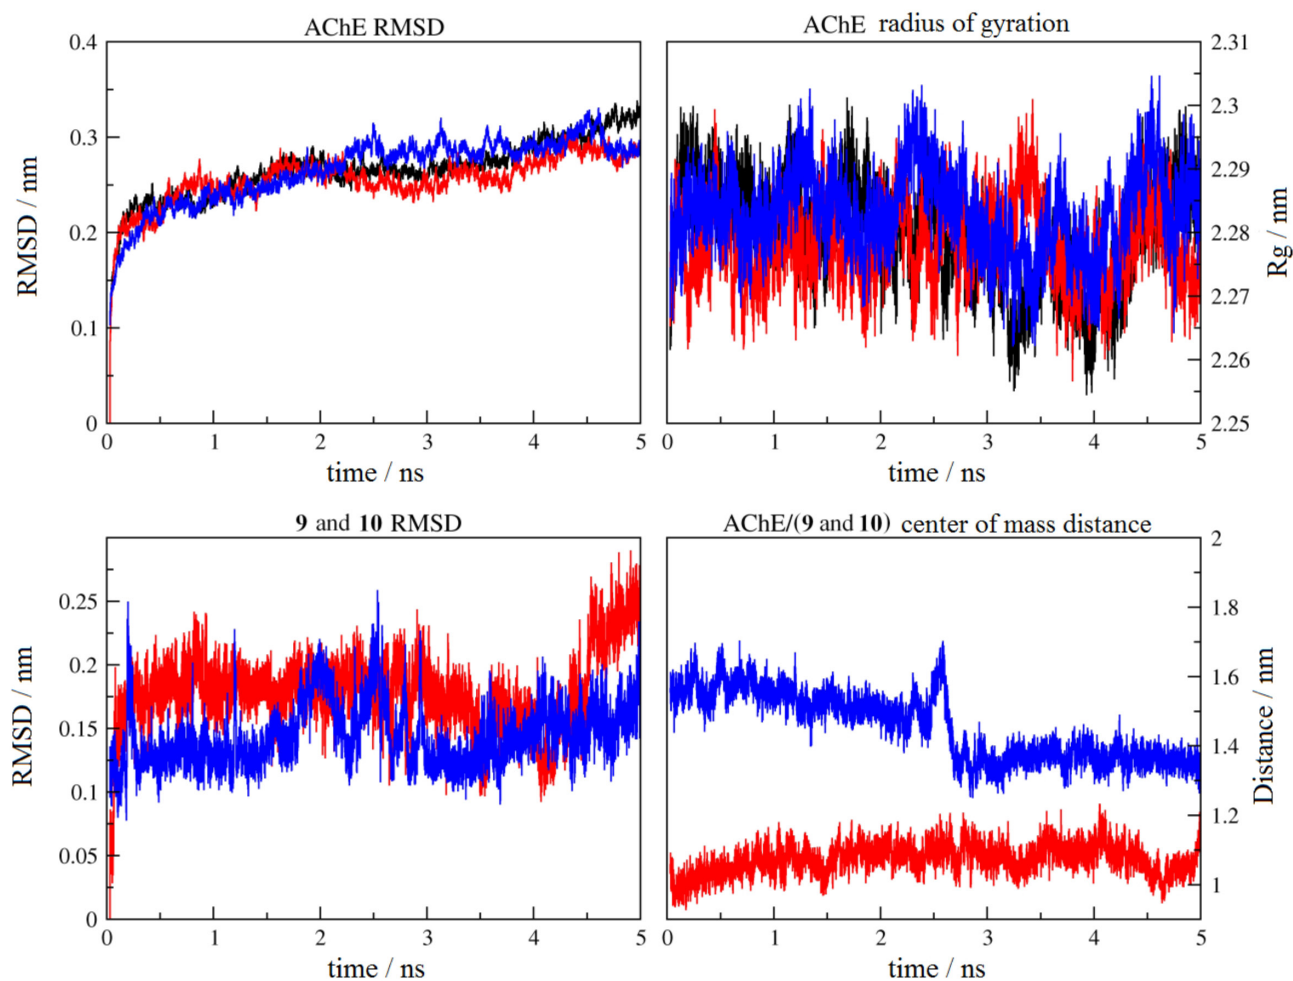 AChE RMSD
AChE radius of gyration
0.4
0.3
0.2
0.1
0
RMSD / nm
2.31
2.3
2.29
2.28
2.27
2.26
2.25
Rg / nm
0 1 2 3 4 5
0 1 2 3 4 5
time / ns
time / ns
9 and 10 RMSD
AChE/(9 and 10) center of mass distance
0.25
0.2
0.15
0.1
0.05
0
RMSD / nm
2
1.8
1.6
1.4
1.2
1
Distance / nm
0 1 2 3 4 5
0 1 2 3 4 5
time / ns
time / ns